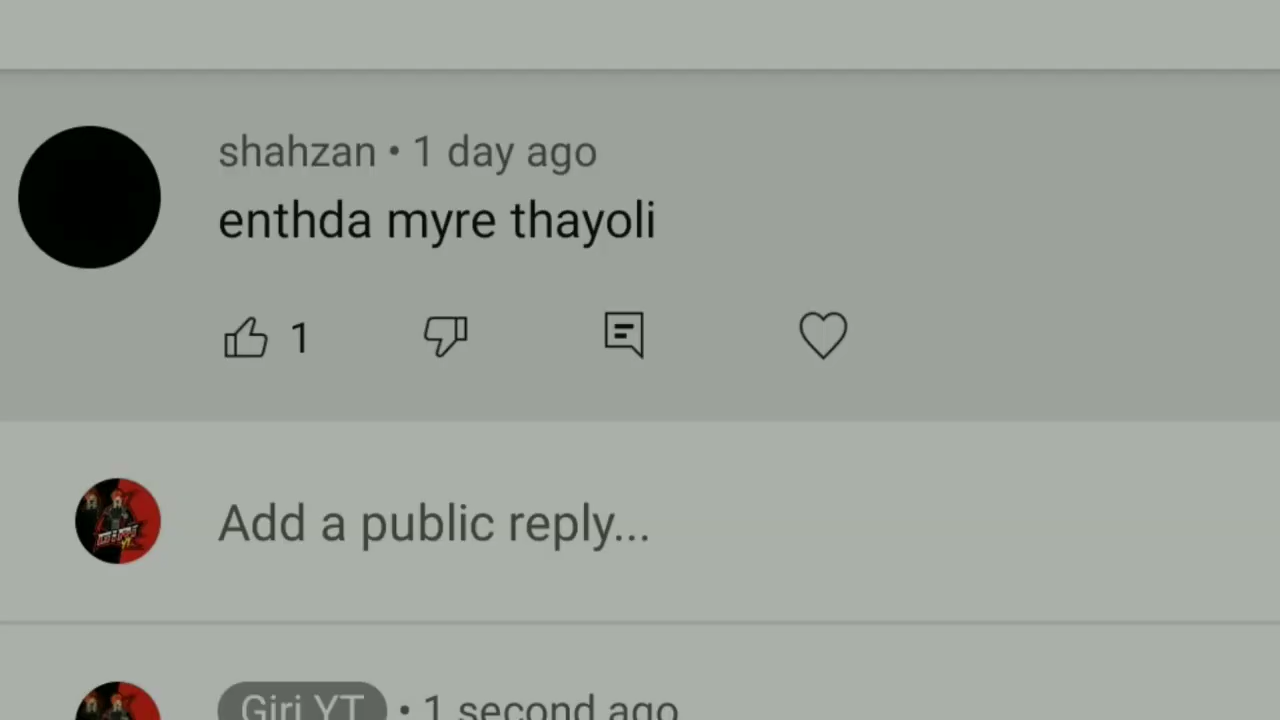 shahzan • 1 day ago
enthda myre thayoli
1
Add a public reply...
Giri YT • 1 second ago